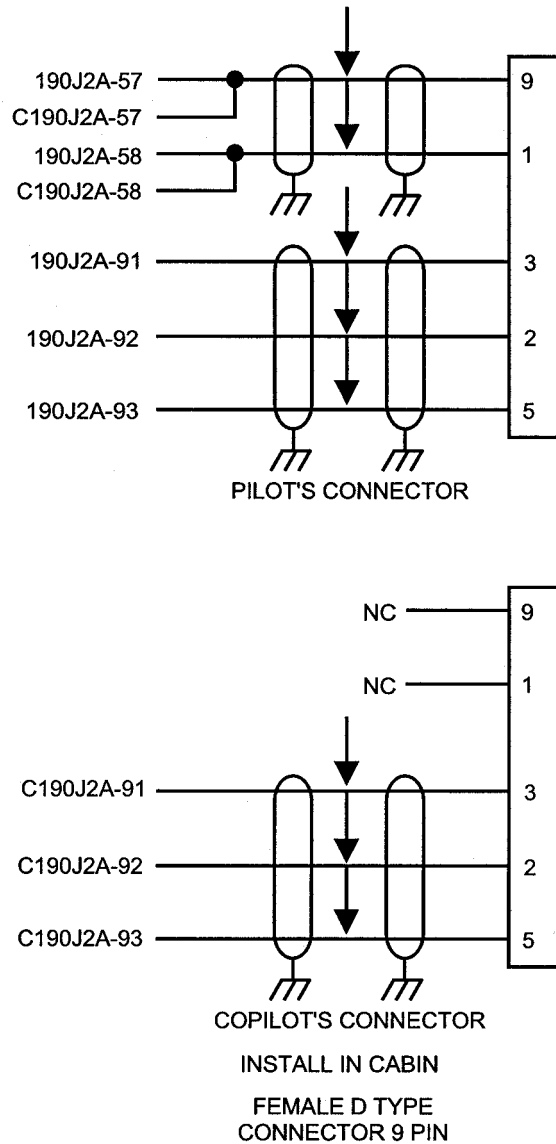 190J2A-57
9
C190J2A-57
190J2A-58
1
C190J2A-58
190J2A-91
3
190J2A-92
2
190J2A-93
5
PILOT'S CONNECTOR
NC
9
NC
1
C190J2A-91
3
C190J2A-92
2
C190J2A-93
5
COPILOT'S CONNECTOR
INSTALL IN CABIN
FEMALE D TYPE
CONNECTOR 9 PIN